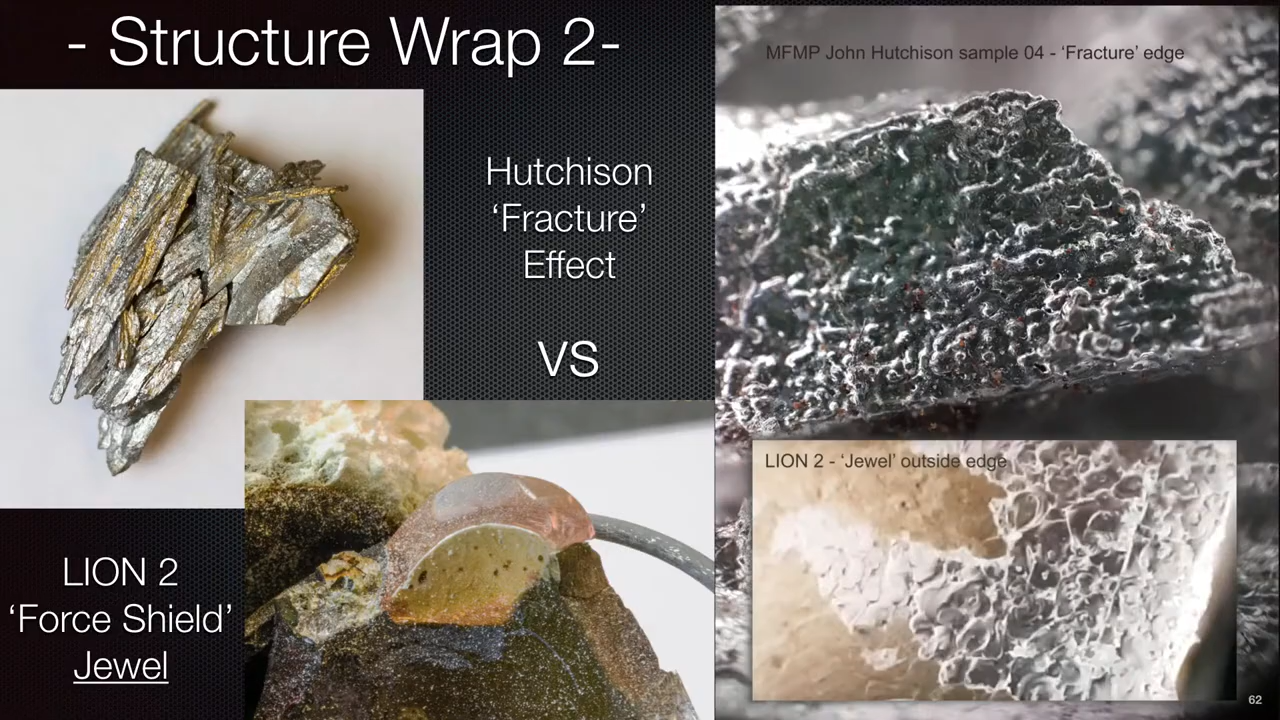 - Structure Wrap 2-
Hutchison
‘Fracture’
Effect
VS
LION 2
‘Force Shield’
Jewel
MFMP John Hutchison sample 04 - ‘Fracture’ edge
LION 2 - ‘Jewel’ outside edge
62